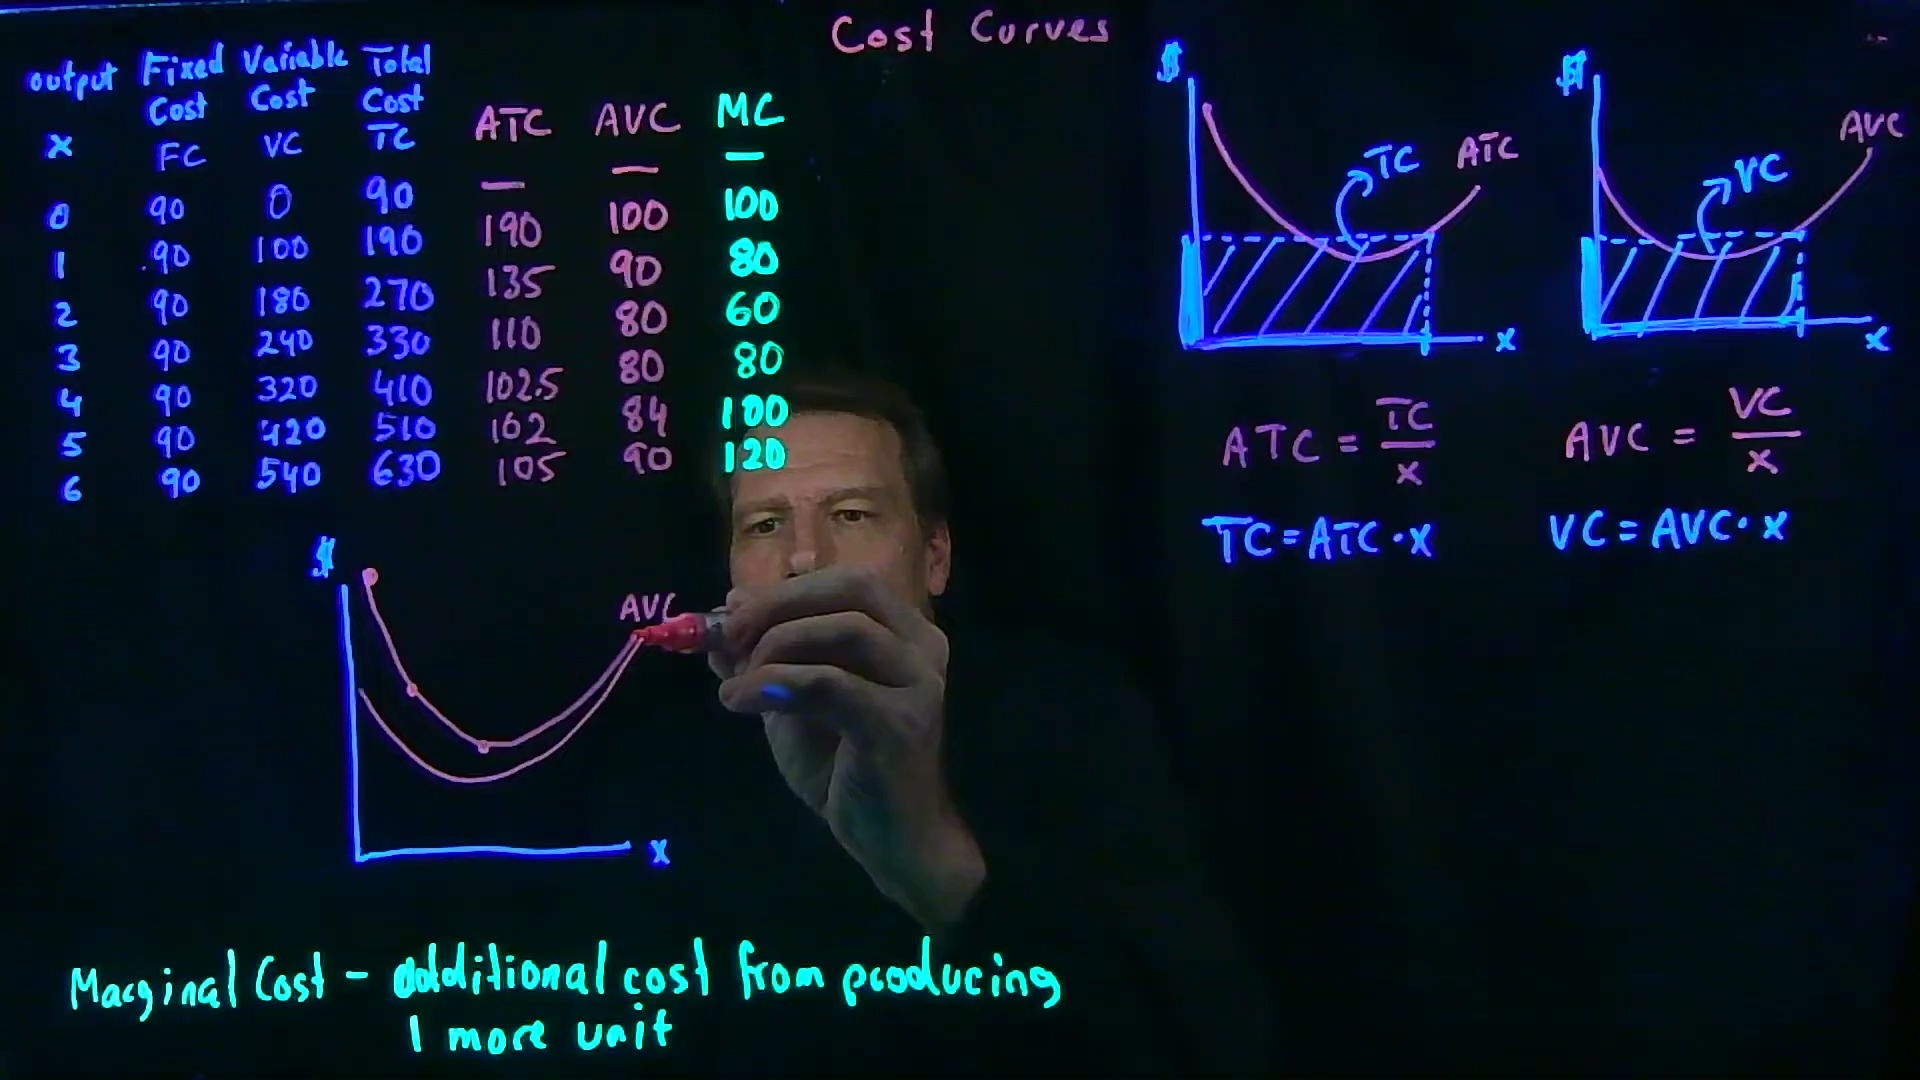 Cost Curves
output Fixed Cost Variable Cost Total Cost
x FC VC TC ATC AVC MC
0 90 0 90 — — —
1 90 100 190 190 100 100
2 90 180 270 135 90 80
3 90 240 330 110 80 60
4 90 320 410 102.5 80 80
5 90 420 510 102 84 100
6 90 540 630 105 90 120
$
TC
ATC
x
$
VC
AVC
x
ATC = TC/x
AVC = VC/x
TC = ATC · x
VC = AVC · x
$
AVC
x
Marginal Cost - additional cost from producing
1 more unit